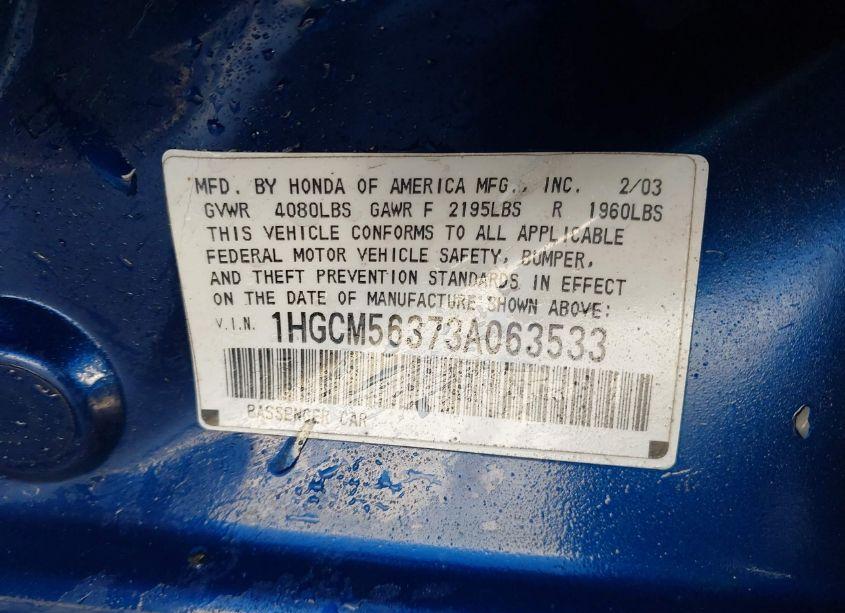 MFD. BY HONDA OF AMERICA MFG., INC. 2/03
GVWR 4080LBS GAWR F 2195LBS R 1960LBS
THIS VEHICLE CONFORMS TO ALL APPLICABLE
FEDERAL MOTOR VEHICLE SAFETY, BUMPER,
AND THEFT PREVENTION STANDARDS IN EFFECT
ON THE DATE OF MANUFACTURE SHOWN ABOVE:
V.I.N. 1HGCM56373A063533
PASSENGER CAR